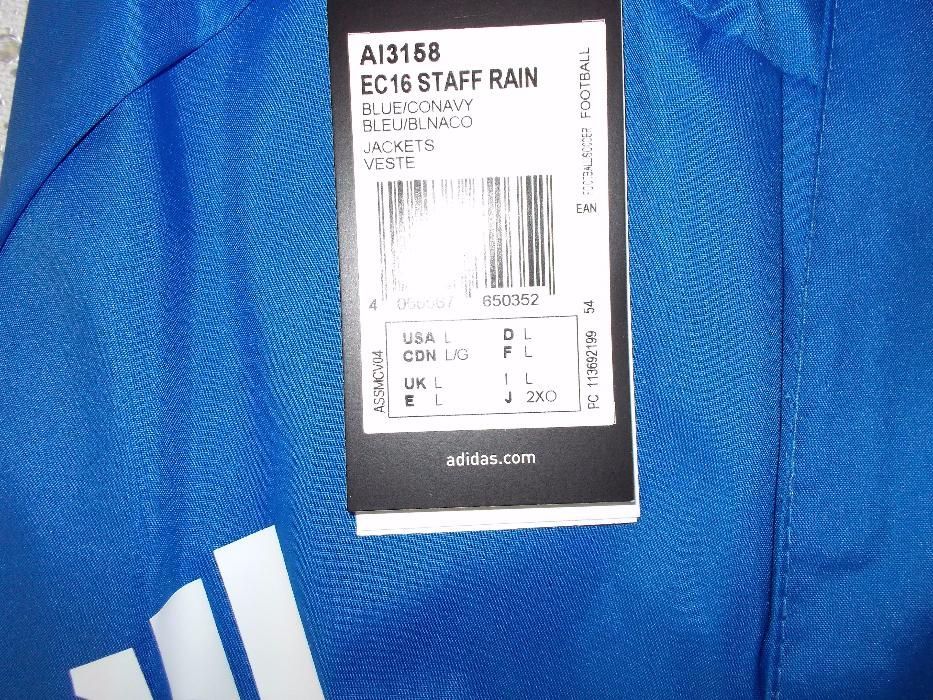 AI3158
EC16 STAFF RAIN
BLUE/CONAVY
BLEU/BLNACO
JACKETS
VESTE
FOOTBALL/SOCCER FOOTBALL
EAN
4 650352
54
USA L D L
CDN L/G F L
UK L I L
E L J 2XO
ASSMCV04
PC 113692199
adidas.com